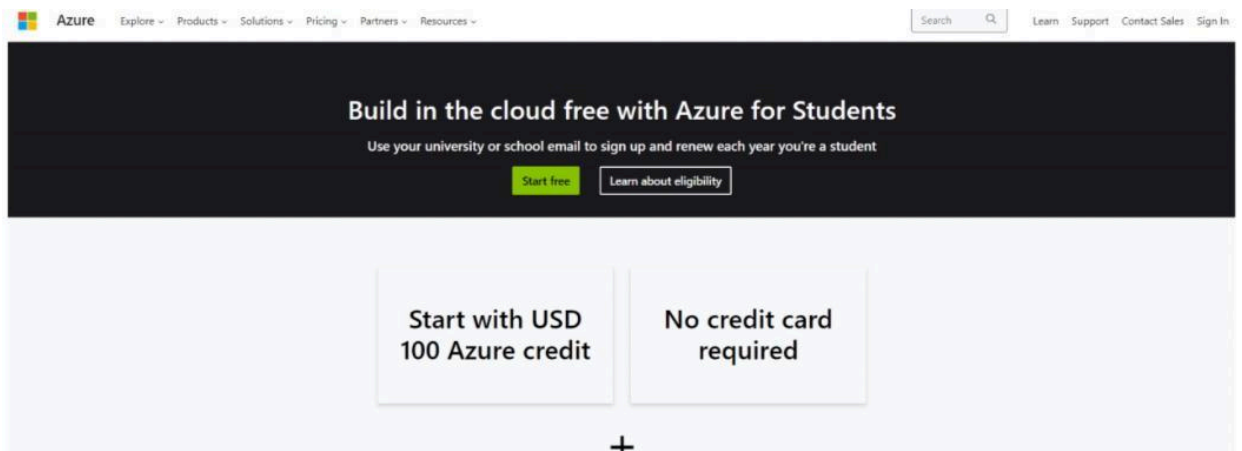 Azure Explore Products Solutions Pricing Partners Resources Search Learn Support Contact Sales Sign In
Build in the cloud free with Azure for Students
Use your university or school email to sign up and renew each year you're a student
Start free Learn about eligibility
Start with USD
100 Azure credit
No credit card
required
+